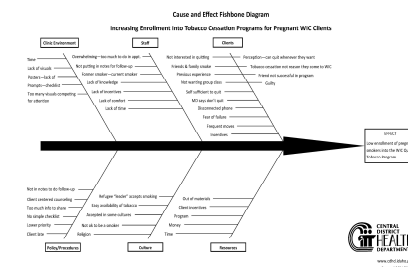 Cause and Effect Fishbone Diagram
Increasing Enrollment into Tobacco Cessation Programs for Pregnant WIC Clients
Clinic Environment
Staff
Clients
Time
Lack of visuals
Posters—lack of
Prompts—checklists
Too many visuals competing
for attention
Overwhelming—too much to do in appt.
Not putting in notes for follow-up
Former smoker—current smoker
Lack of knowledge
Lack of incentives
Lack of comfort
Lack of time
Not interested in quitting
Friends & family smoke
Previous experience
Not wanting group class
Self sufficient to quit
MD says don't quit
Disconnected phone
Fear of failure
Frequent moves
Incentives
Perception—can quit whenever they want
Tobacco cessation not reason they come to WIC
Friend not successful in program
Guilty
EFFECT
Low enrollment of preg
smokers into the WIC Qu
Tobacco Program
Not in notes to do follow-up
Client centered counseling
Too much info to share
No simple checklist
Lower priority
Client size
Refugee "leader" accepts smoking
Easy availability of tobacco
Accepted in some cultures
Not ok to be a smoker
Religion
Out of materials
Client incentives
Program
Money
Time
Policy/Procedures
Culture
Resources
CENTRAL
DISTRICT
HEALTH
DEPARTMENT